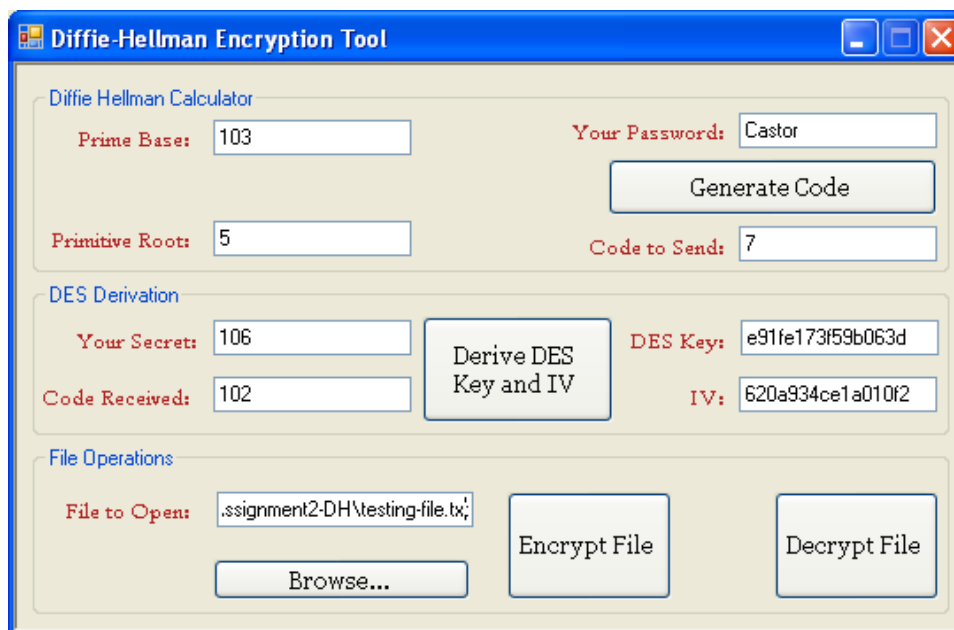 Diffie-Hellman Encryption Tool
Diffie Hellman Calculator
Prime Base: 103
Your Password: Castor
Generate Code
Primitive Root: 5
Code to Send: 7
DES Derivation
Your Secret: 106
Derive DES
Key and IV
DES Key: e91fe173f59b063d
Code Received: 102
IV: 620a934ce1a010f2
File Operations
File to Open: .ssignment2-DH\testing-file.tx
Encrypt File
Decrypt File
Browse...